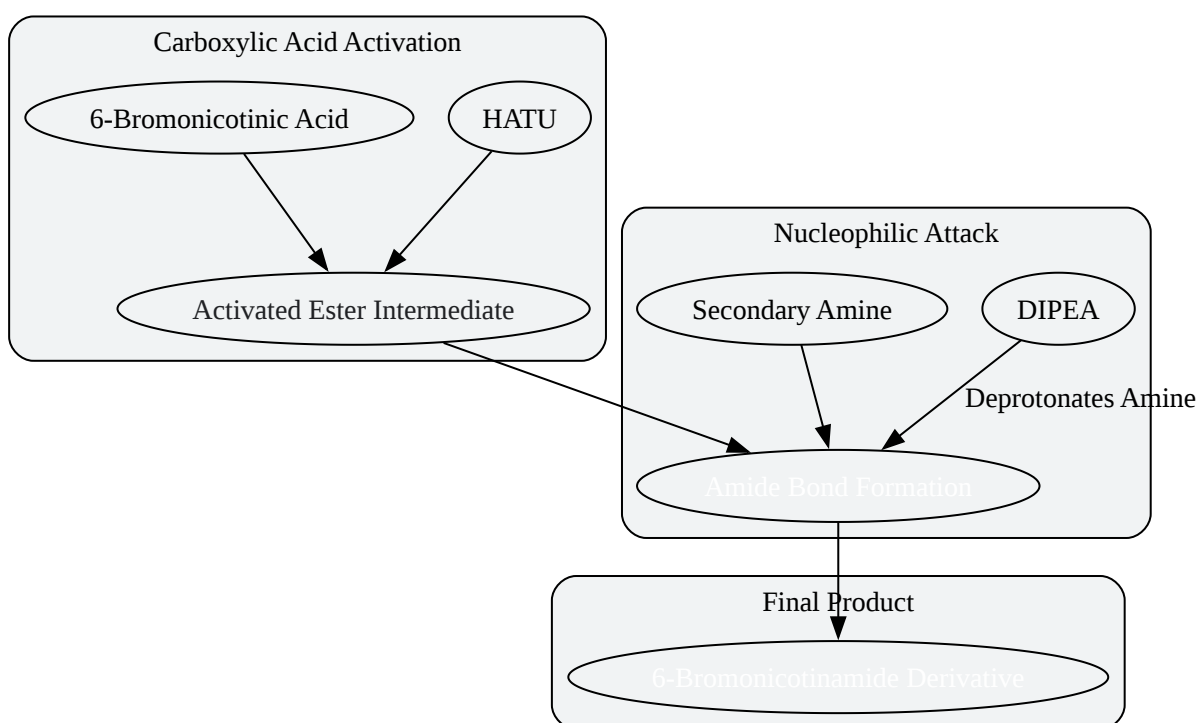 Carboxylic Acid Activation
6-Bromonicotinic Acid
HATU
Activated Ester Intermediate
Nucleophilic Attack
Secondary Amine
DIPEA
Deprotonates Amine
Amide Bond Formation
Final Product
6-Bromonicotinamide Derivative